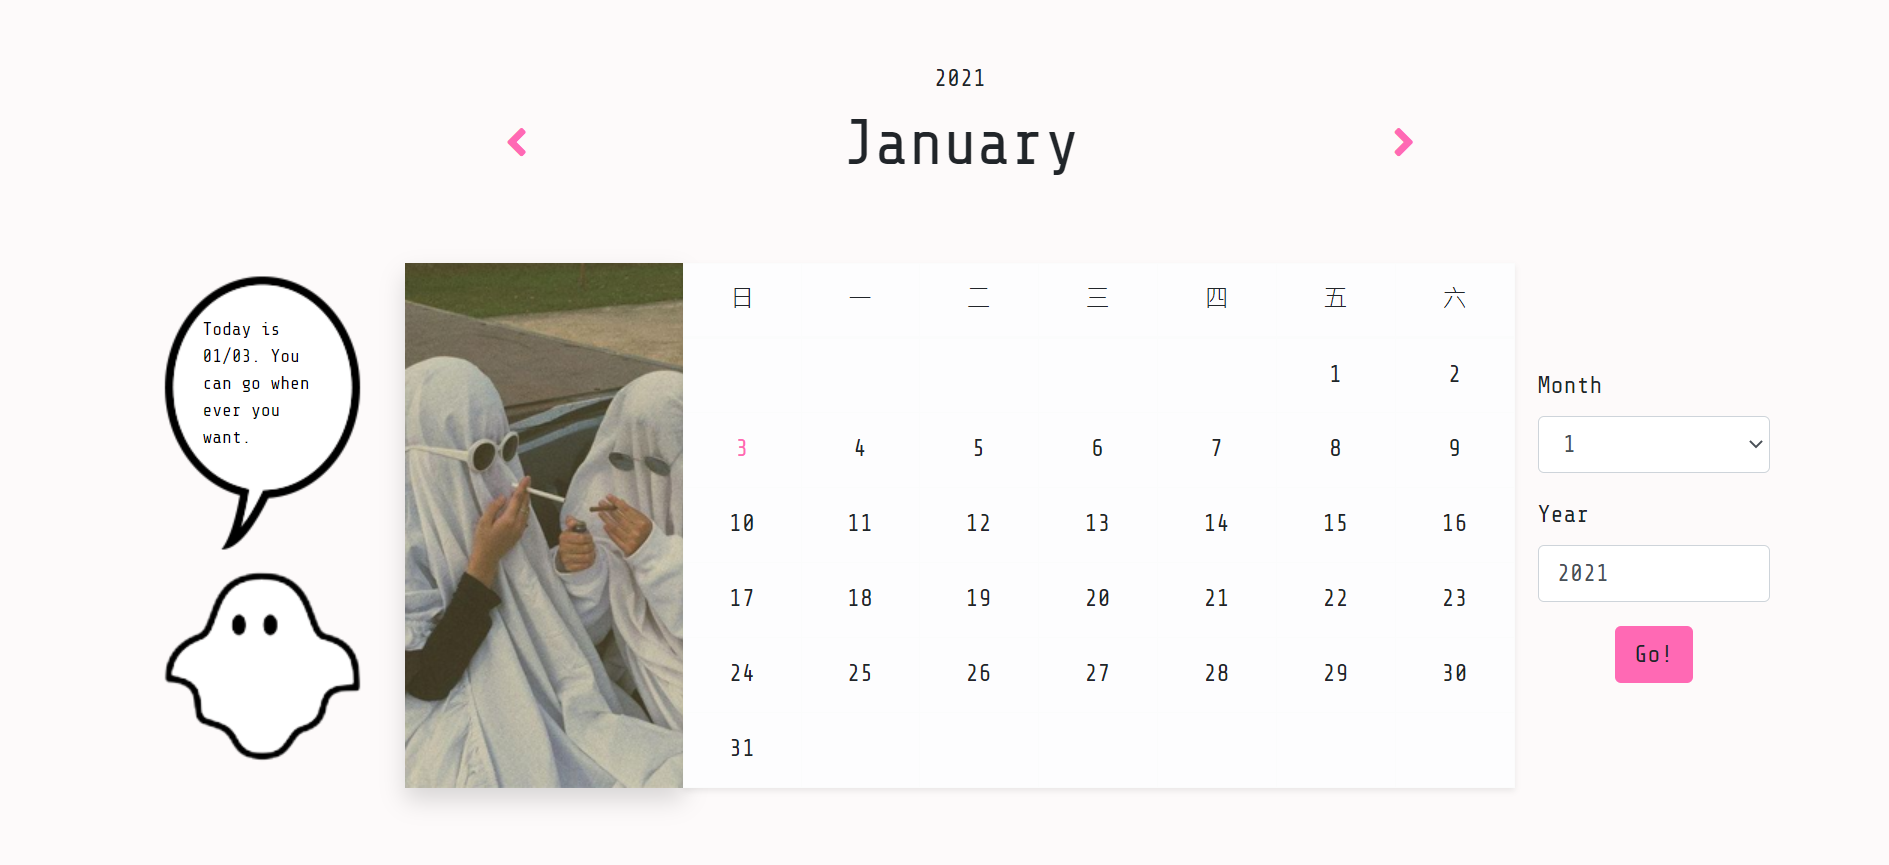 2021
January
Today is
01/03. You
can go when
ever you
want.
日 一 二 三 四 五 六
1 2
3 4 5 6 7 8 9
10 11 12 13 14 15 16
17 18 19 20 21 22 23
24 25 26 27 28 29 30
31
Month
1
Year
2021
Go!